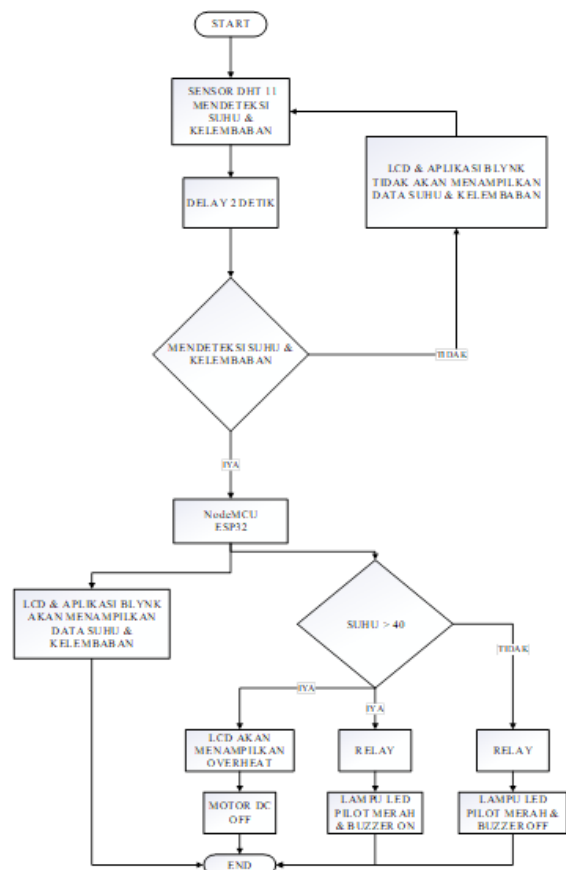 START
SENSOR DHT 11
MENDETEKSI
SUHU &
KELEMBABAN
LCD & APLIKASI BLYNK
TIDAK AKAN MENAMPILKAN
DATA SUHU & KELEMBABAN
DELAY 2 DETIK
MENDETEKSI SUHU &
KELEMBABAN
TIDAK
IYA
NodeMCU
ESP32
LCD & APLIKASI BLYNK
AKAN MENAMPILKAN
DATA SUHU &
KELEMBABAN
SUHU > 40
TIDAK
IYA
IYA
LCD AKAN
MENAMPILKAN
OVERHEAT
RELAY
RELAY
MOTOR DC
OFF
LAMPU LED
PILOT MERAH
& BUZZER ON
LAMPU LED
PILOT MERAH &
BUZZER OFF
END